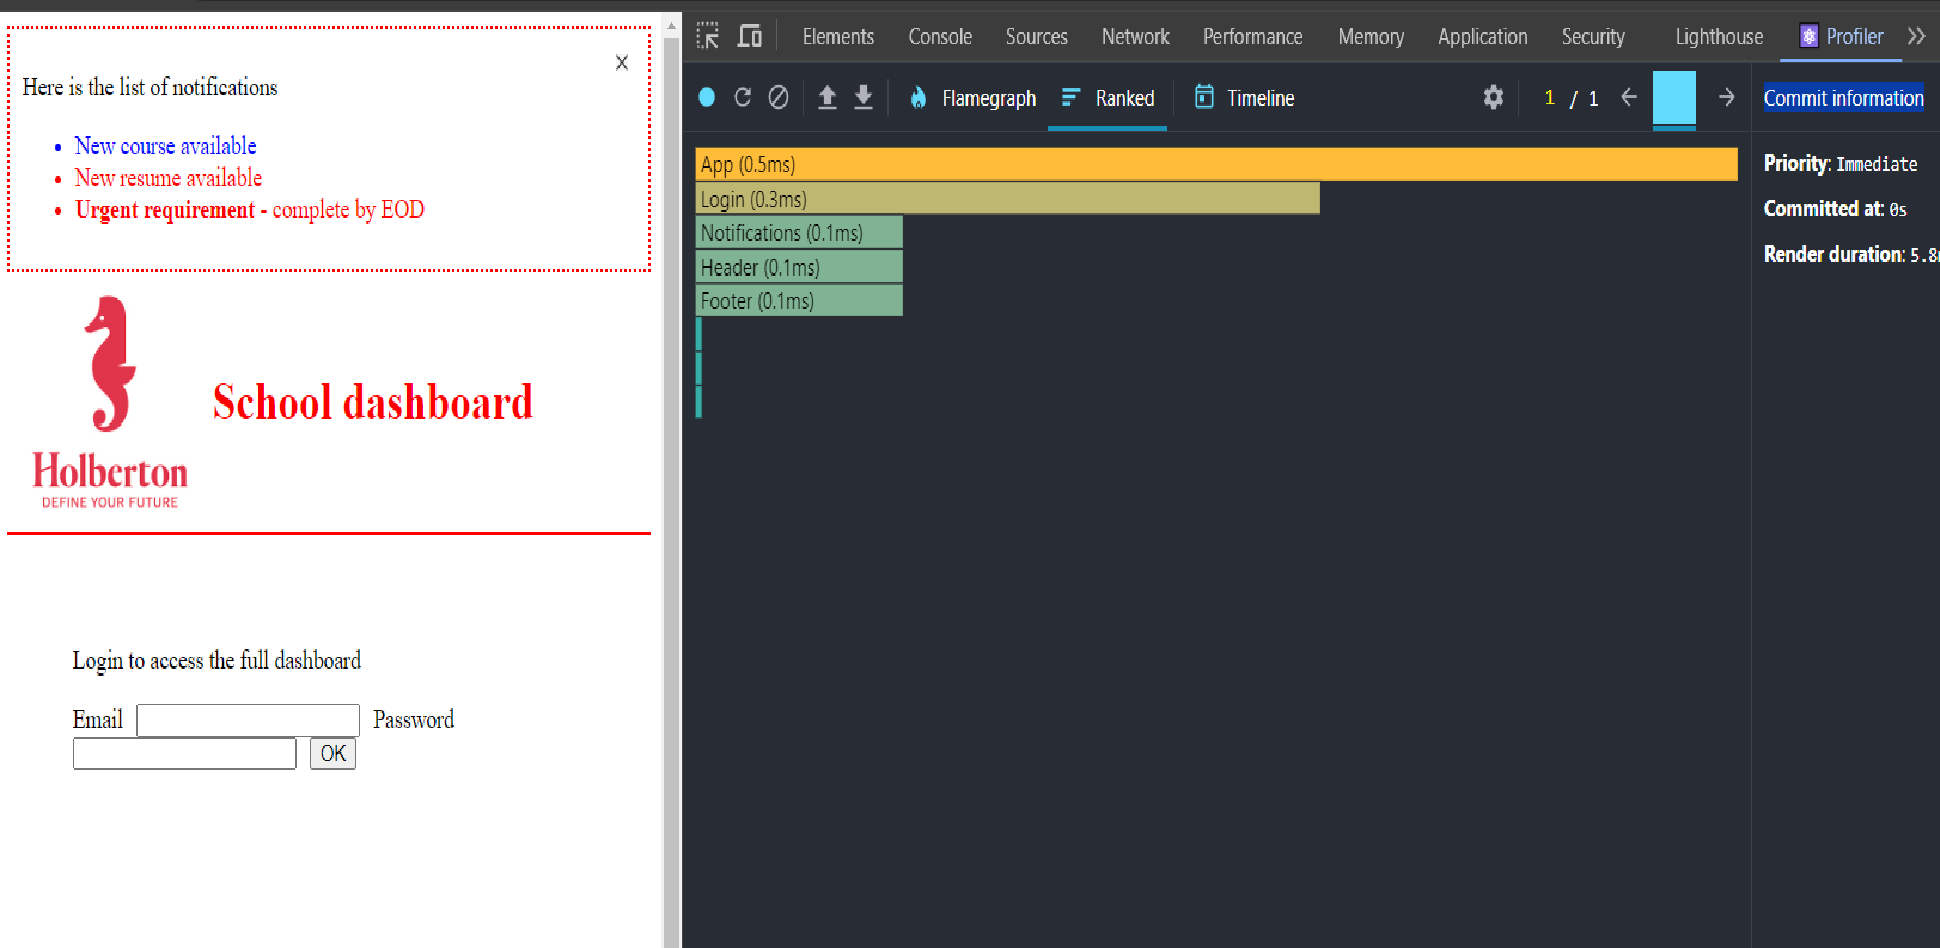 X
Here is the list of notifications
New course available
New resume available
Urgent requirement - complete by EOD
Holberton
DEFINE YOUR FUTURE
School dashboard
Login to access the full dashboard
Email Password
OK
Elements Console Sources Network Performance Memory Application Security Lighthouse Profiler
Flamegraph Ranked Timeline 1 / 1 Commit information
App (0.5ms)
Login (0.3ms)
Notifications (0.1ms)
Header (0.1ms)
Footer (0.1ms)
Priority: Immediate
Committed at: 0s
Render duration: 5.8